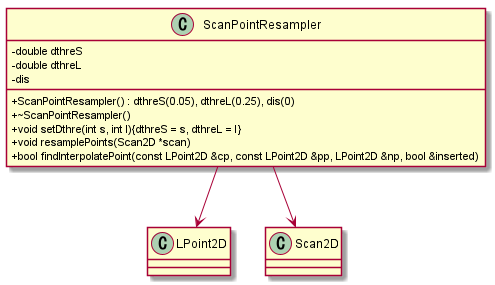 C ScanPointResampler
-double dthreS
-double dthreL
-dis
+ScanPointResampler() : dthreS(0.05), dthreL(0.25), dis(0)
+~ScanPointResampler()
+void setDthre(int s, int l){dthreS = s, dthreL = l}
+void resamplePoints(Scan2D *scan)
+bool findInterpolatePoint(const LPoint2D &cp, const LPoint2D &pp, LPoint2D &np, bool &inserted)
C LPoint2D
C Scan2D